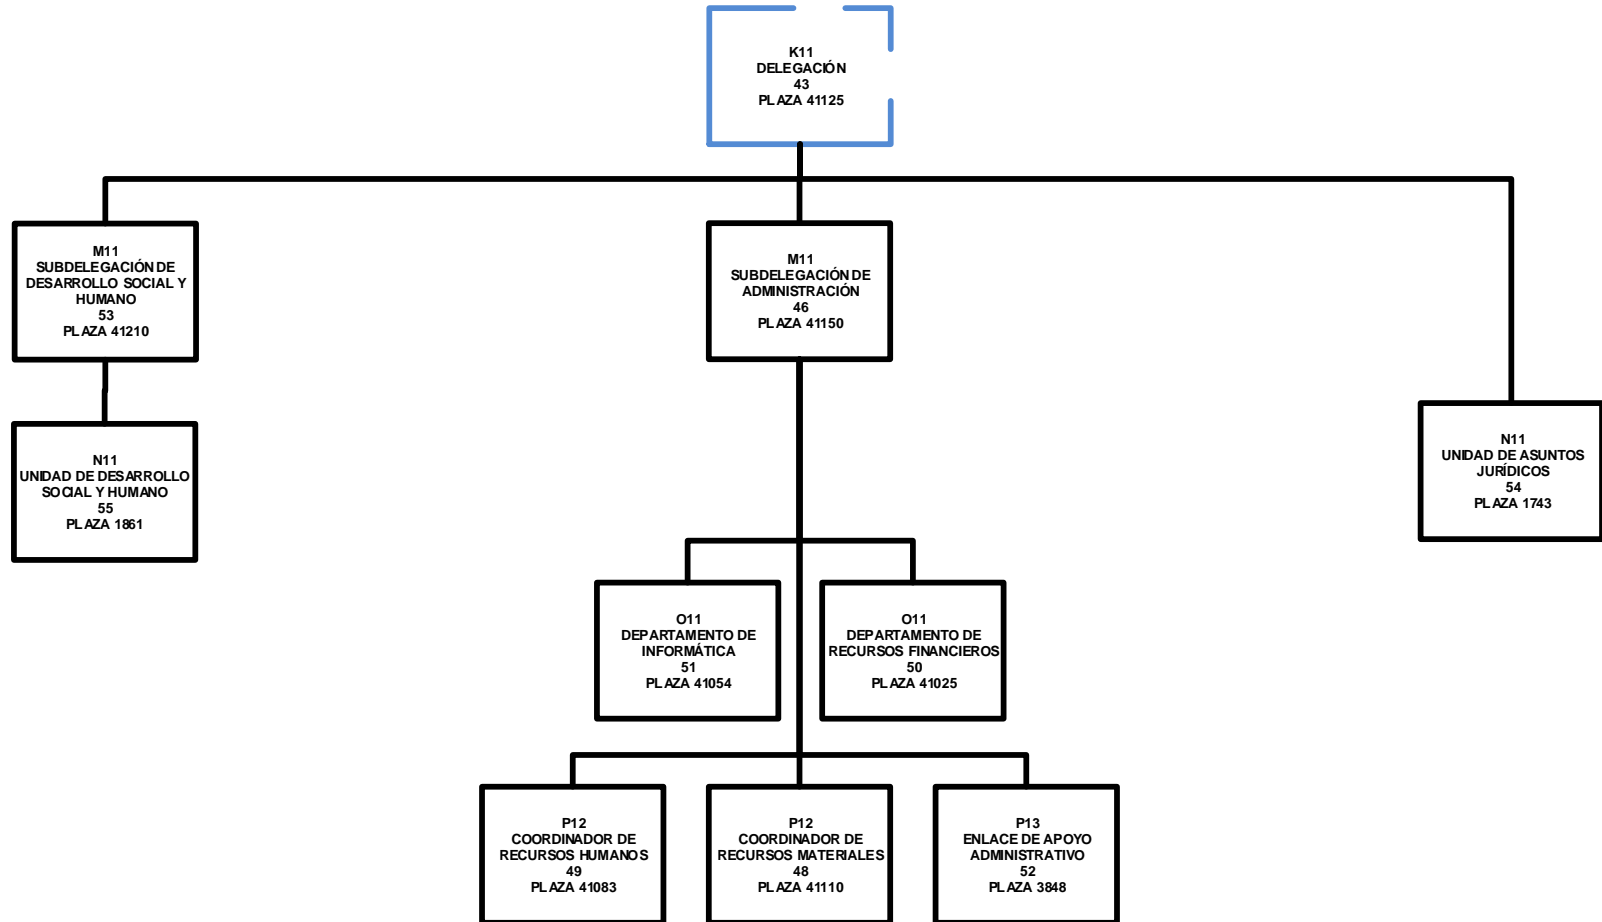 K11
DELEGACIÓN
43
PLAZA 41125
M11
SUBDELEGACIÓN DE
DESARROLLO SOCIAL Y
HUMANO
53
PLAZA 41210
M11
SUBDELEGACIÓN DE
ADMINISTRACIÓN
46
PLAZA 41150
N11
UNIDAD DE DESARROLLO
SOCIAL Y HUMANO
55
PLAZA 1861
N11
UNIDAD DE ASUNTOS
JURÍDICOS
54
PLAZA 1743
O11
DEPARTAMENTO DE
INFORMÁTICA
51
PLAZA 41054
O11
DEPARTAMENTO DE
RECURSOS FINANCIEROS
50
PLAZA 41025
P12
COORDINADOR DE
RECURSOS HUMANOS
49
PLAZA 41083
P12
COORDINADOR DE
RECURSOS MATERIALES
48
PLAZA 41110
P13
ENLACE DE APOYO
ADMINISTRATIVO
52
PLAZA 3848